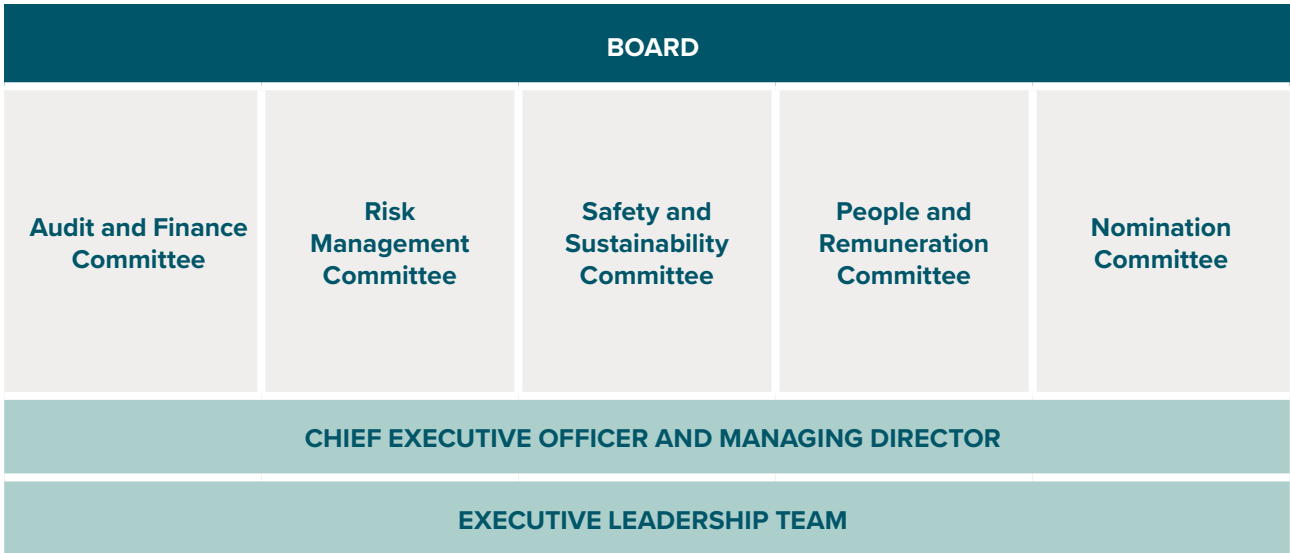 BOARD
Audit and Finance
Committee
Risk
Management
Committee
Safety and
Sustainability
Committee
People and
Remuneration
Committee
Nomination
Committee
CHIEF EXECUTIVE OFFICER AND MANAGING DIRECTOR
EXECUTIVE LEADERSHIP TEAM